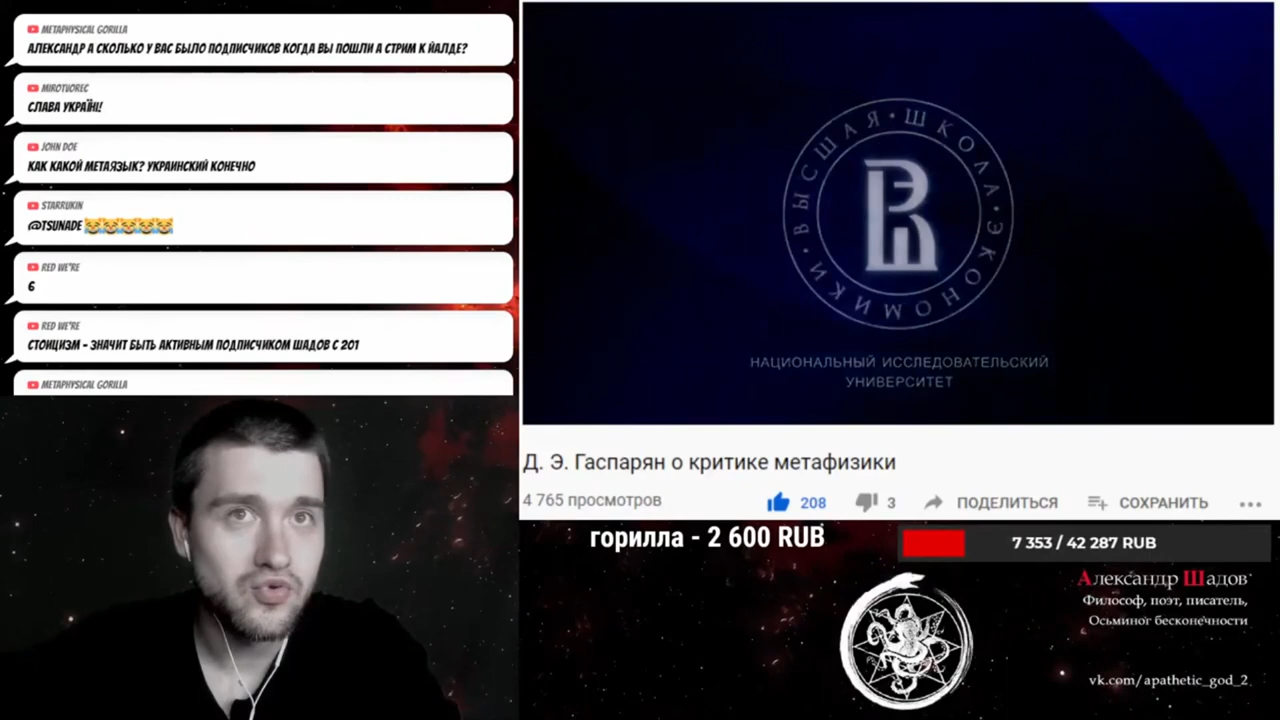 METAPHYSICAL GORILLA
АЛЕКСАНДР А СКОЛЬКО У ВАС БЫЛО ПОДПИСЧИКОВ КОГДА ВЫ ПОШЛИ А СТРИМ К ЙАЛДЕ?
MIROTVOREC
СЛАВА УКРАЇНІ!
JOHN DOE
КАК КАКОЙ МЕТАЯЗЫК? УКРАИНСКИЙ КОНЕЧНО
STARRUKIN
@TSUNADE 😹😹😹😹😹
RED WE'RE
6
RED WE'RE
СТОИЦИЗМ - ЗНАЧИТ БЫТЬ АКТИВНЫМ ПОДПИСЧИКОМ ШАДОВ С 201
METAPHYSICAL GORILLA
ВЫСШАЯ • ШКОЛА • ЭКОНОМИКИ •
НАЦИОНАЛЬНЫЙ ИССЛЕДОВАТЕЛЬСКИЙ
УНИВЕРСИТЕТ
Д. Э. Гаспарян о критике метафизики
4 765 просмотров 208 3 ПОДЕЛИТЬСЯ СОХРАНИТЬ
горилла - 2 600 RUB
7 353 / 42 287 RUB
Александр Шадов
Философ, поэт, писатель,
Осьминог бесконечности
vk.com/apathetic_god_2